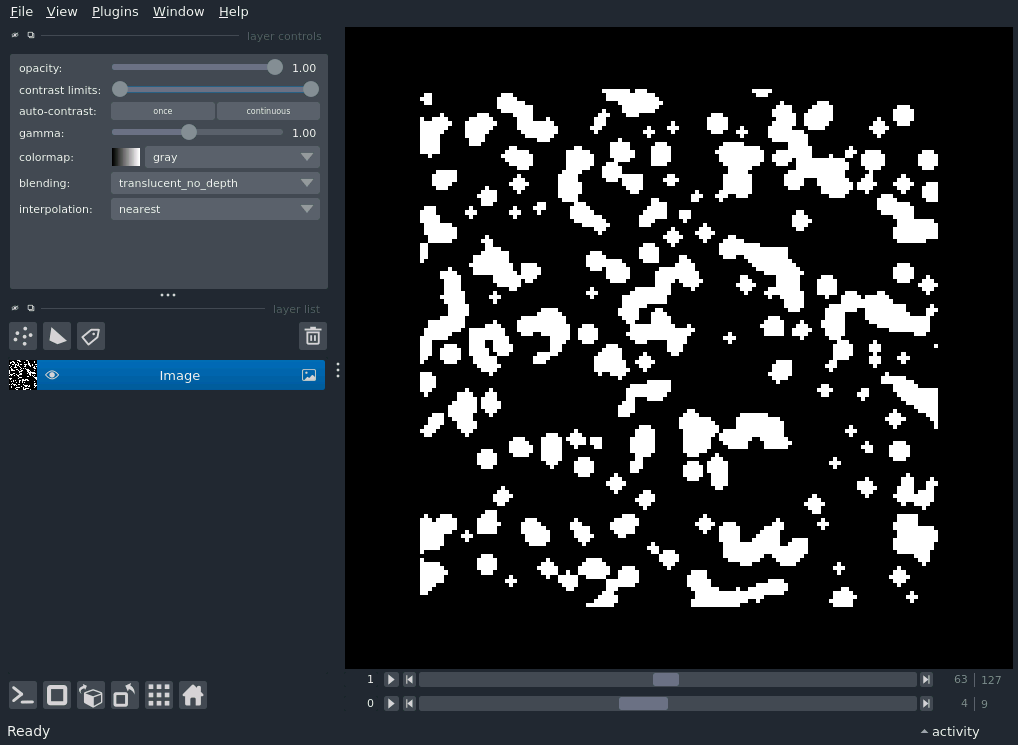 File View Plugins Window Help
layer controls
opacity: 1.00
contrast limits:
auto-contrast: once continuous
gamma: 1.00
colormap: gray
blending: translucent_no_depth
interpolation: nearest
layer list
Image
1 63 127
0 4 9
Ready activity